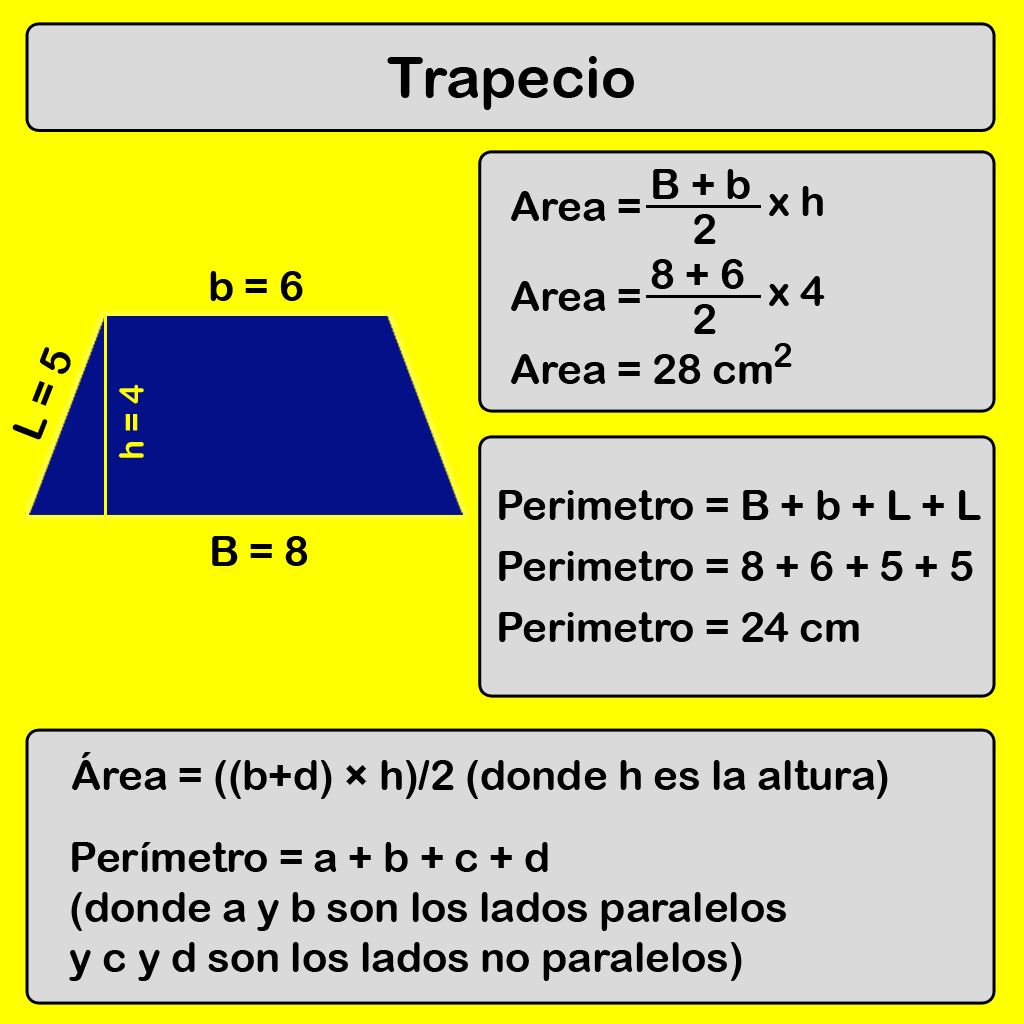 Trapecio
Area = B + b / 2 x h
Area = 8 + 6 / 2 x 4
Area = 28 cm²
b = 6
L = 5
h = 4
B = 8
Perimetro = B + b + L + L
Perimetro = 8 + 6 + 5 + 5
Perimetro = 24 cm
Área = ((b+d) × h)/2 (donde h es la altura)
Perímetro = a + b + c + d
(donde a y b son los lados paralelos
y c y d son los lados no paralelos)